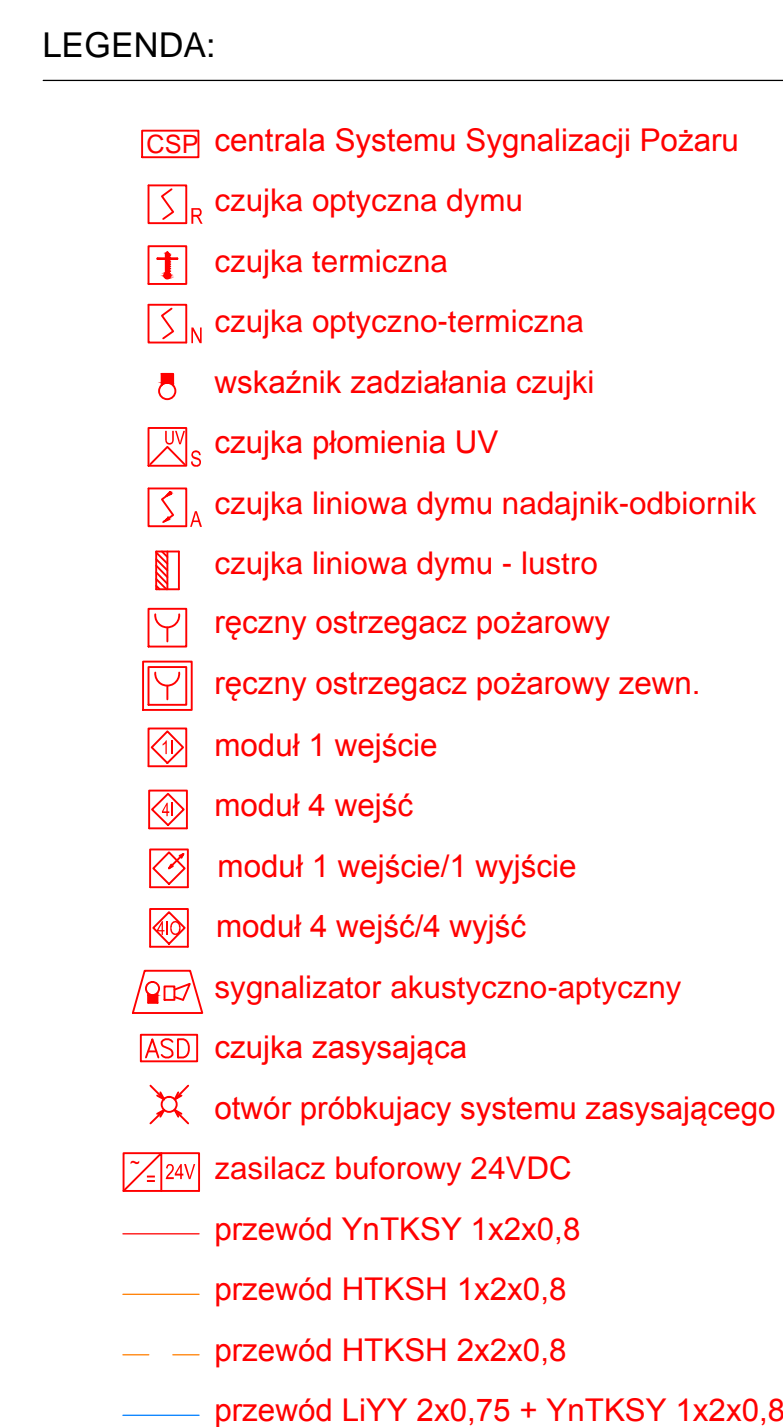 LEGENDA:
CSP centrala Systemu Sygnalizacji Pożaru
R czujka optyczna dymu
czujka termiczna
N czujka optyczno-termiczna
wskaźnik zadziałania czujki
UV S czujka płomienia UV
A czujka liniowa dymu nadajnik-odbiornik
czujka liniowa dymu - lustro
ręczny ostrzegacz pożarowy
ręczny ostrzegacz pożarowy zewn.
1I moduł 1 wejście
4I moduł 4 wejść
moduł 1 wejście/1 wyjście
4IO moduł 4 wejść/4 wyjść
sygnalizator akustyczno-aptyczny
ASD czujka zasysająca
otwór próbkujacy systemu zasysającego
~ = 24V zasilacz buforowy 24VDC
przewód YnTKSY 1x2x0,8
przewód HTKSH 1x2x0,8
przewód HTKSH 2x2x0,8
przewód LiYY 2x0,75 + YnTKSY 1x2x0,8